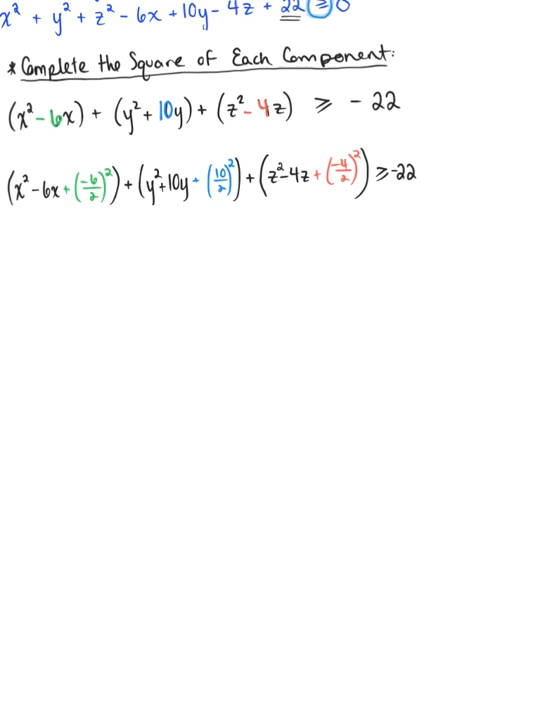 x² + y² + z² - 6x + 10y - 4z + 22 ≥ 0
* Complete the Square of Each Component:
(x² - 6x) + (y² + 10y) + (z² - 4z) ≥ - 22
(x² - 6x + (-6/2)²) + (y² + 10y + (10/2)²) + (z² - 4z + (-4/2)²) ≥ -22